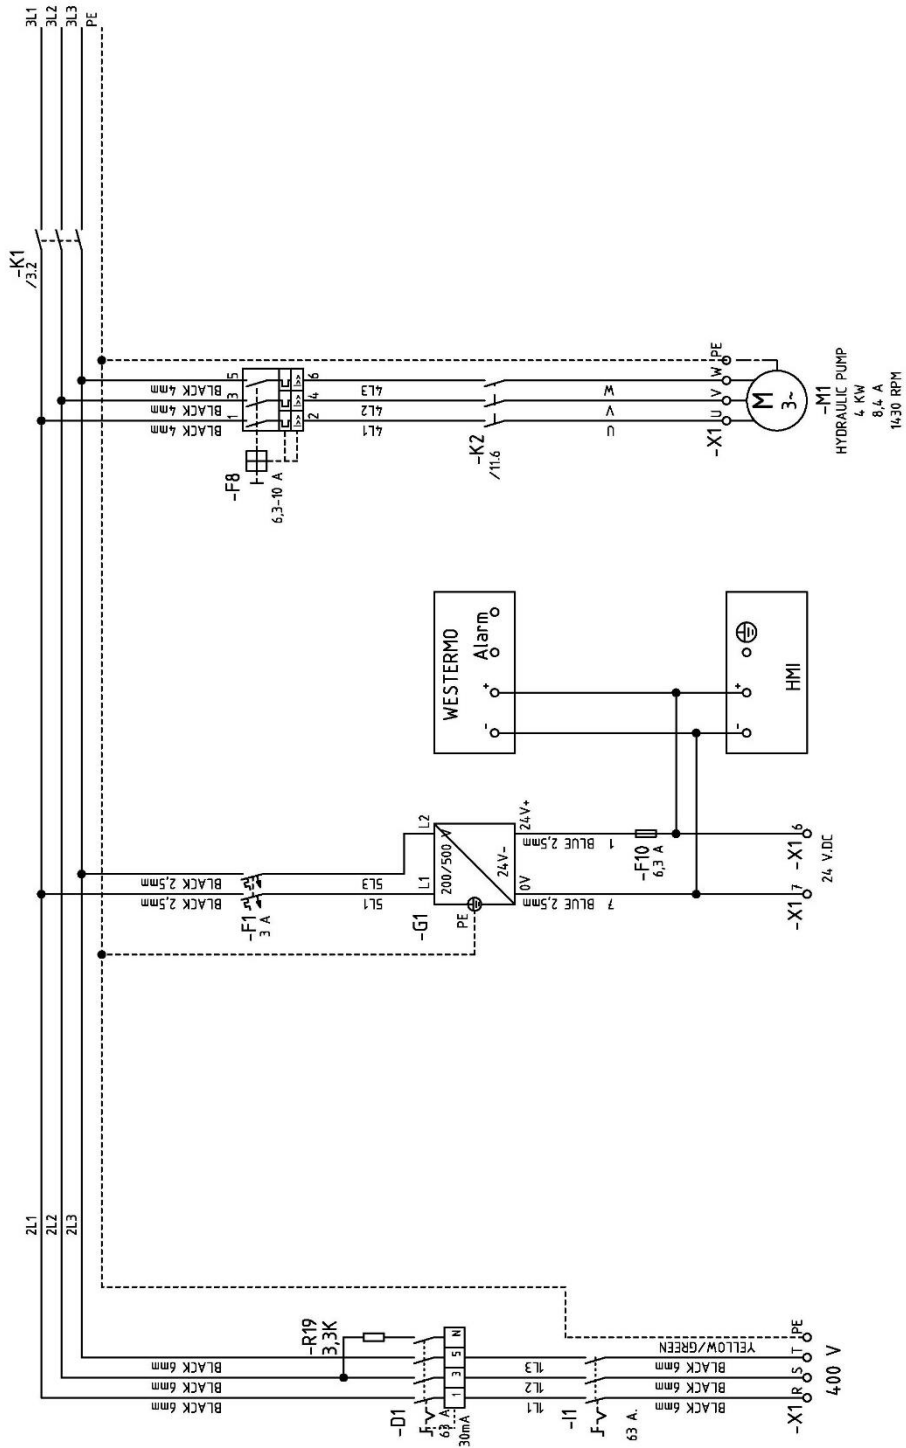 3L1
3L2
3L3
PE
-K1
/3.2
BLACK 4mm
BLACK 4mm
BLACK 4mm
5
3
1
-F8
6,3-10 A
6
4
2
4L3
4L2
4L1
-K2
/11.6
W
V
U
-X1
U
V
W
PE
M
3~
-M1
HYDRAULIC PUMP
4 KW
8,4 A
1430 RPM
WESTERMO
Alarm
+
-
HMI
+
-
BLACK 2,5mm
BLACK 2,5mm
-F1
3 A
5L3
5L1
L2
L1
200/500 V
24V-
-G1
PE
24V+
0V
1
BLUE 2,5mm
7
BLUE 2,5mm
-F10
6,3 A
-X1
6
-X1
7
24 V.DC
2L1
2L2
2L3
-R19
3,3K
BLACK 6mm
BLACK 6mm
BLACK 6mm
-D1
63 A
30mA
1
3
5
N
1L3
1L2
1L1
-I1
63 A.
YELLOW/GREEN
BLACK 6mm
BLACK 6mm
BLACK 6mm
-X1
R
S
T
PE
400 V